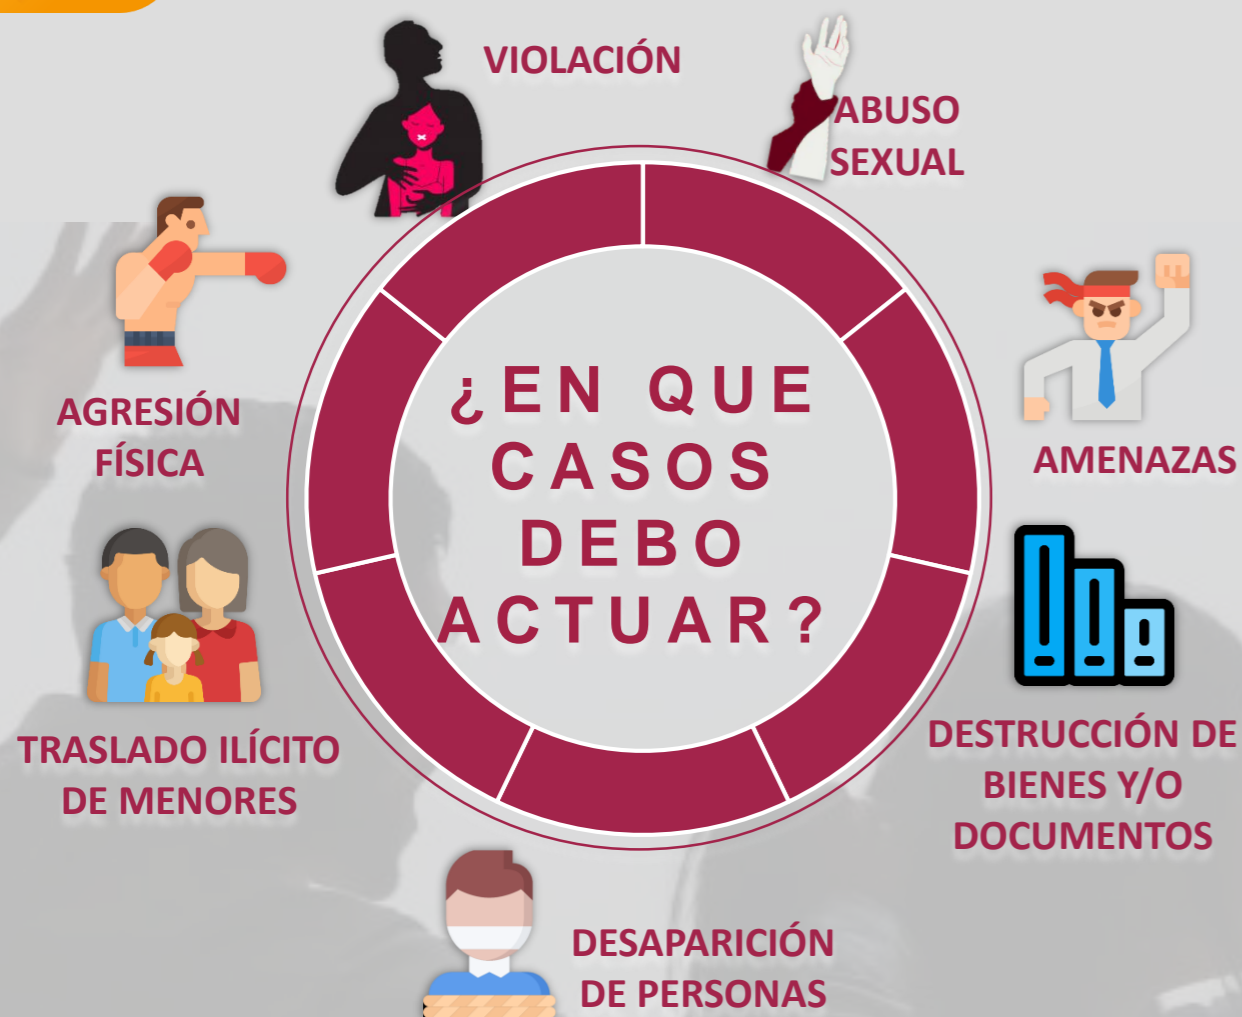 VIOLACIÓN
ABUSO
SEXUAL
AGRESIÓN
FÍSICA
AMENAZAS
¿EN QUE
CASOS
DEBO
ACTUAR?
TRASLADO ILÍCITO
DE MENORES
DESTRUCCIÓN DE
BIENES Y/O
DOCUMENTOS
DESAPARICIÓN
DE PERSONAS